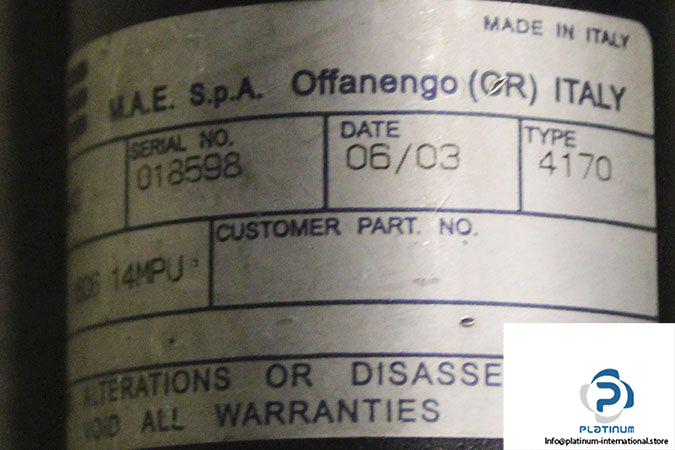 MADE IN ITALY
M.A.E. S.p.A. Offanengo (CR) ITALY
SERIAL NO. DATE TYPE
018598 06/03 4170
CUSTOMER PART. NO.
14MPU
ALTERATIONS OR DISASSE
VOID ALL WARRANTIES
PLATINUM
Info@platinum-international.store